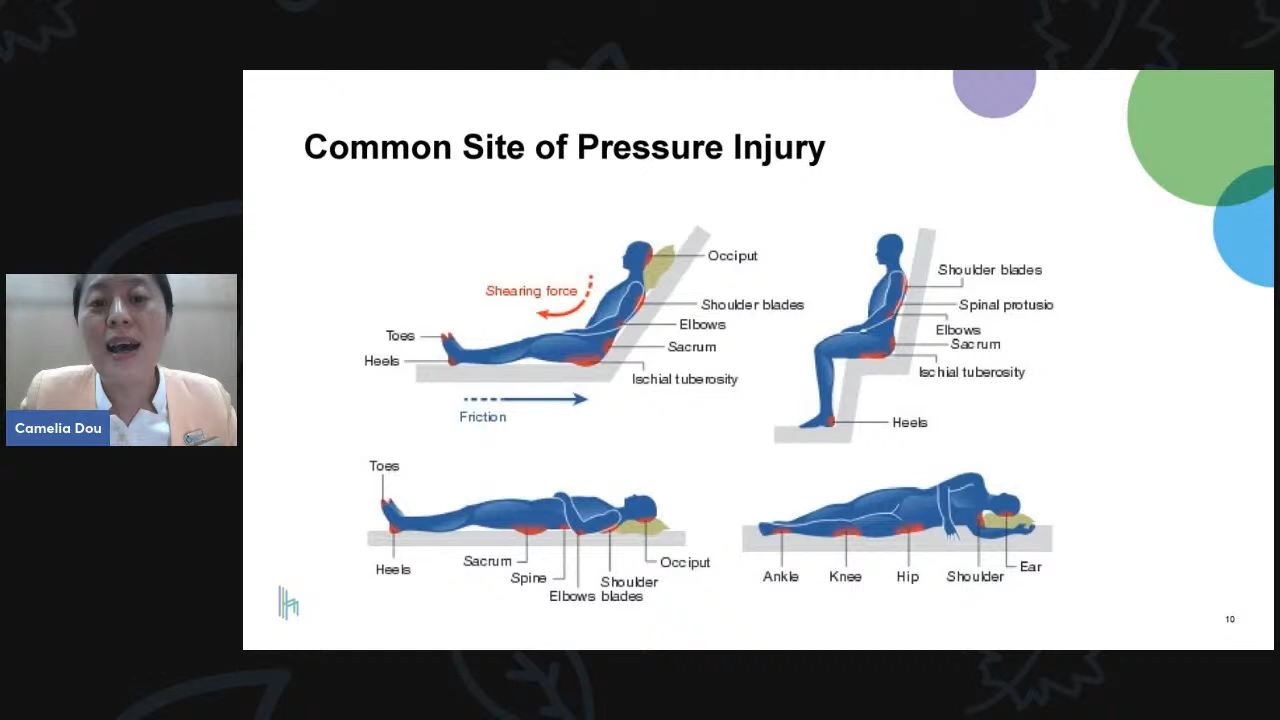 Common Site of Pressure Injury
Occiput
Shearing force
Shoulder blades
Elbows
Toes
Sacrum
Heels
Ischial tuberosity
Friction
Shoulder blades
Spinal protusio
Elbows
Sacrum
Ischial tuberosity
Heels
Toes
Heels
Sacrum
Spine
Elbows
Shoulder
blades
Occiput
Ankle
Knee
Hip
Shoulder
Ear
Camelia Dou
10